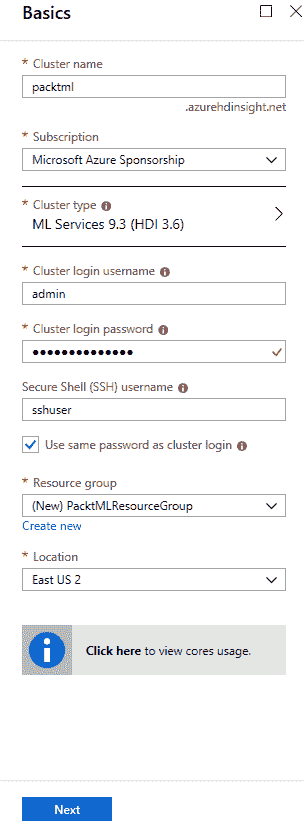 Basics
* Cluster name
packtml
.azurehdinsight.net
* Subscription
Microsoft Azure Sponsorship
* Cluster type
ML Services 9.3 (HDI 3.6)
* Cluster login username
admin
* Cluster login password
••••••••••••••
Secure Shell (SSH) username
sshuser
Use same password as cluster login
* Resource group
(New) PacktMLResourceGroup
Create new
* Location
East US 2
Click here to view cores usage.
Next